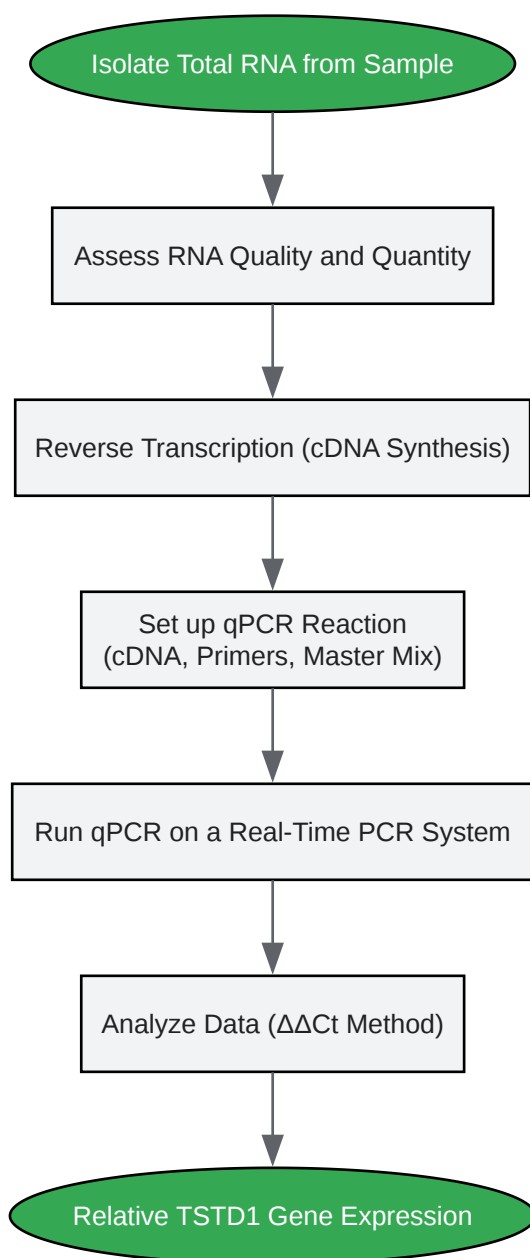 Isolate Total RNA from Sample
Assess RNA Quality and Quantity
Reverse Transcription (cDNA Synthesis)
Set up qPCR Reaction
(cDNA, Primers, Master Mix)
Run qPCR on a Real-Time PCR System
Analyze Data (ΔΔCt Method)
Relative TSTD1 Gene Expression